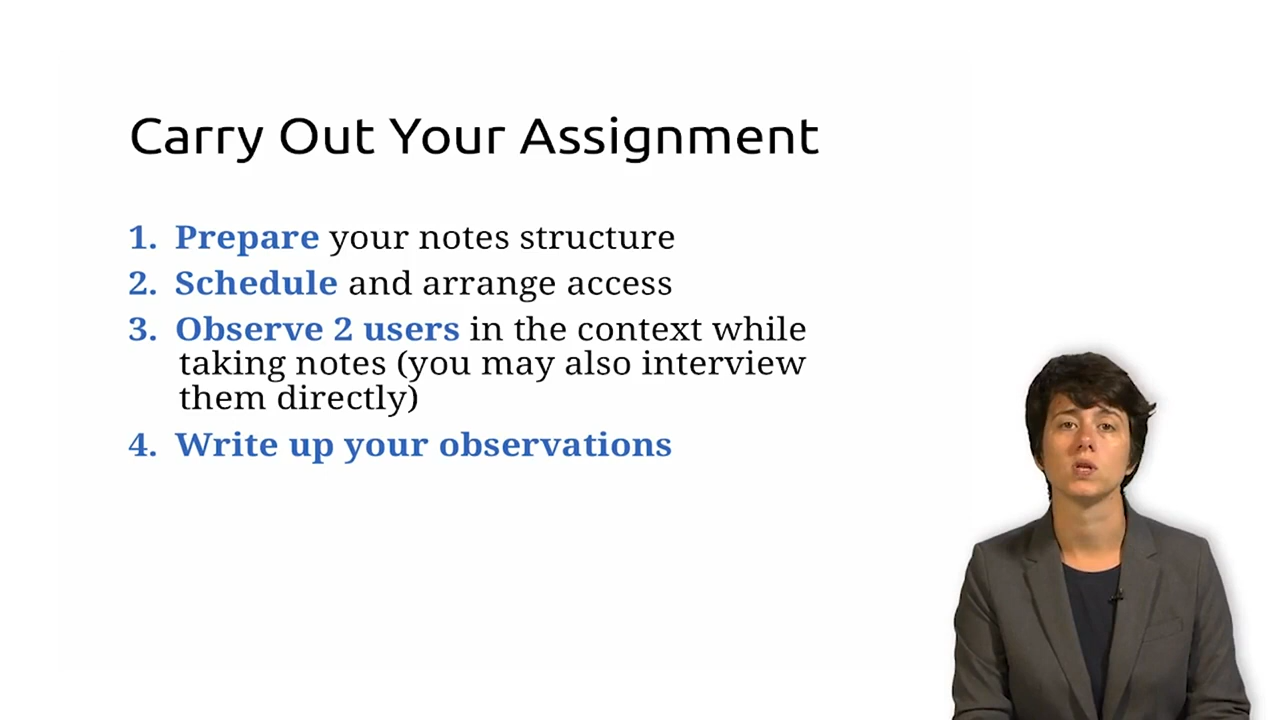 Carry Out Your Assignment
1. Prepare your notes structure
2. Schedule and arrange access
3. Observe 2 users in the context while
taking notes (you may also interview
them directly)
4. Write up your observations